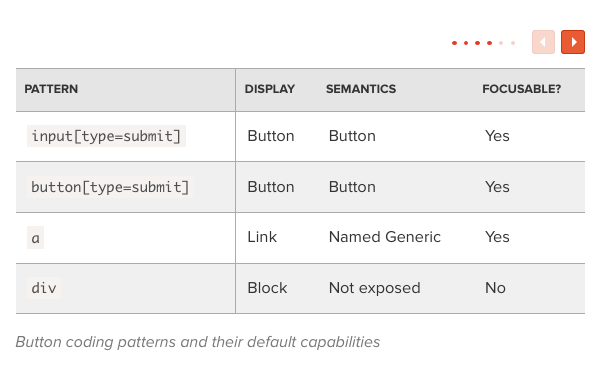 PATTERN DISPLAY SEMANTICS FOCUSABLE?
input[type=submit] Button Button Yes
button[type=submit] Button Button Yes
a Link Named Generic Yes
div Block Not exposed No
Button coding patterns and their default capabilities